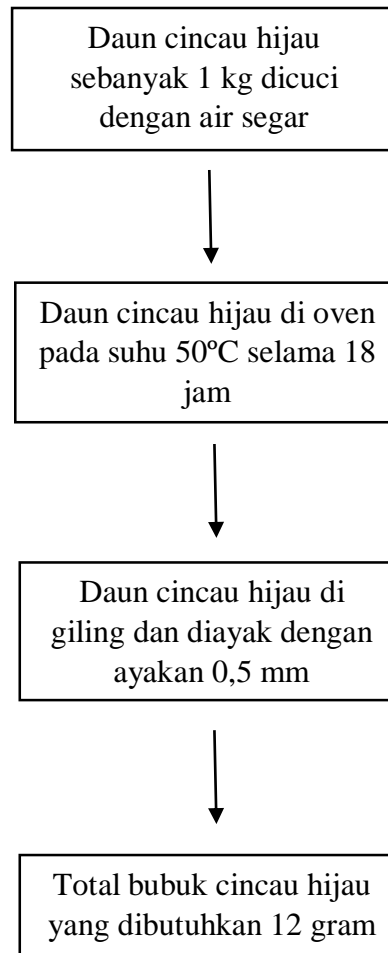 Daun cincau hijau
sebanyak 1 kg dicuci
dengan air segar
Daun cincau hijau di oven
pada suhu 50ºC selama 18
jam
Daun cincau hijau di
giling dan diayak dengan
ayakan 0,5 mm
Total bubuk cincau hijau
yang dibutuhkan 12 gram